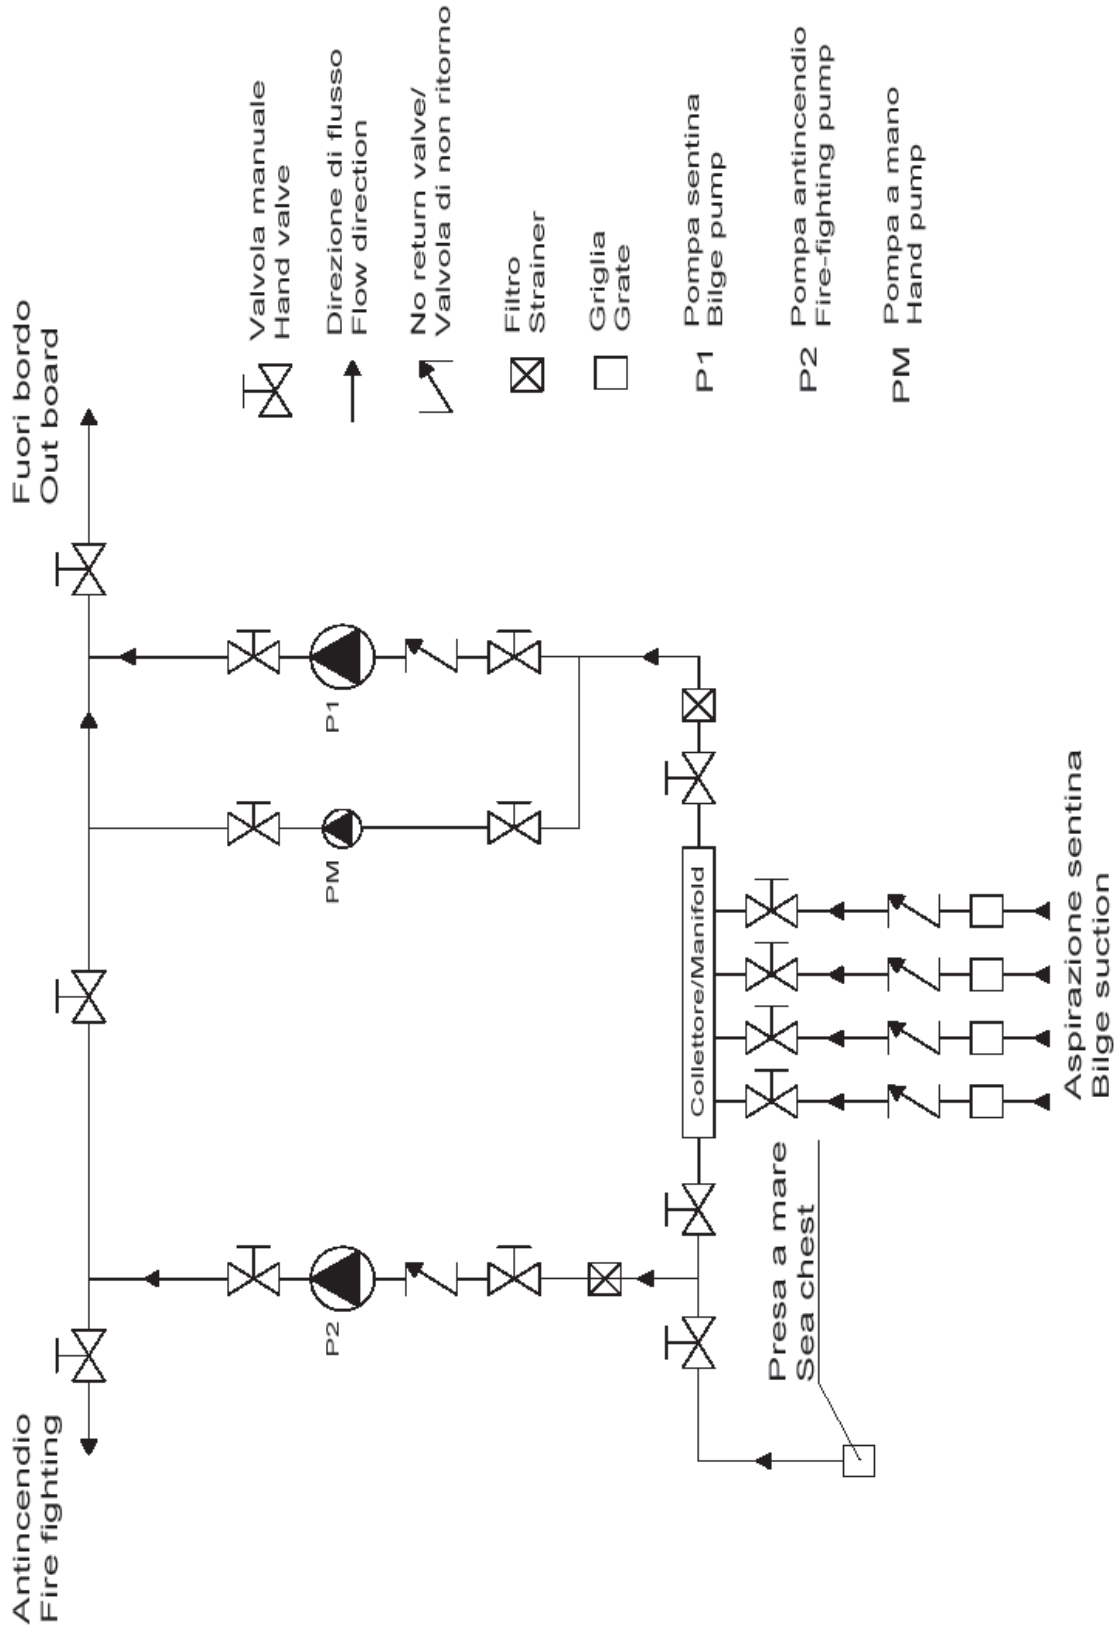 Antincendio
Fire fighting
Fuori bordo
Out board
P2
PM
P1
Collettore/Manifold
Presa a mare
Sea chest
Aspirazione sentina
Bilge suction
Valvola manuale
Hand valve
Direzione di flusso
Flow direction
No return valve/
Valvola di non ritorno
Filtro
Strainer
Griglia
Grate
P1 Pompa sentina
Bilge pump
P2 Pompa antincendio
Fire-fighting pump
PM Pompa a mano
Hand pump